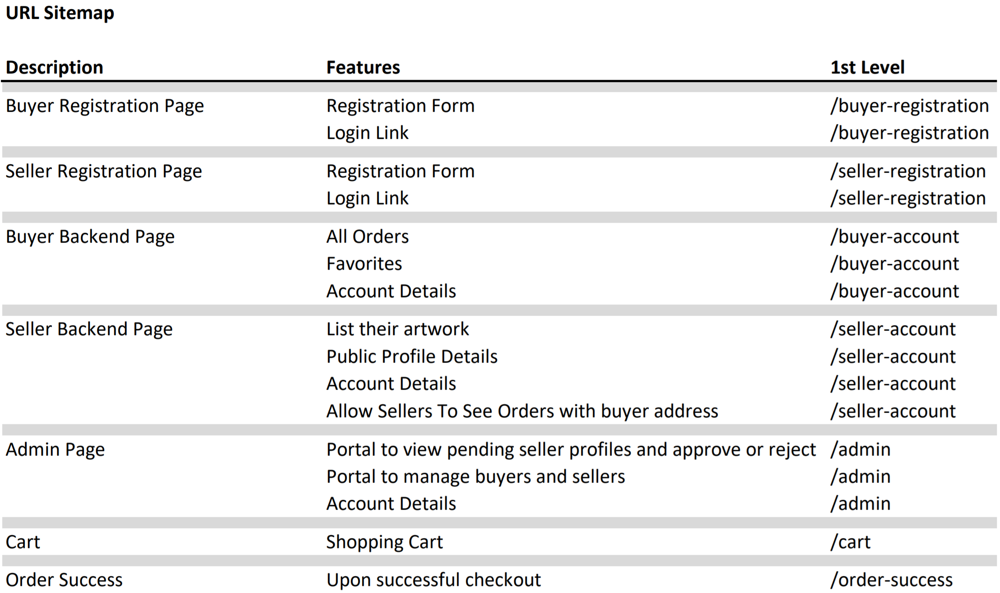 URL Sitemap
Description Features 1st Level
Buyer Registration Page Registration Form /buyer-registration
Login Link /buyer-registration
Seller Registration Page Registration Form /seller-registration
Login Link /seller-registration
Buyer Backend Page All Orders /buyer-account
Favorites /buyer-account
Account Details /buyer-account
Seller Backend Page List their artwork /seller-account
Public Profile Details /seller-account
Account Details /seller-account
Allow Sellers To See Orders with buyer address /seller-account
Admin Page Portal to view pending seller profiles and approve or reject /admin
Portal to manage buyers and sellers /admin
Account Details /admin
Cart Shopping Cart /cart
Order Success Upon successful checkout /order-success